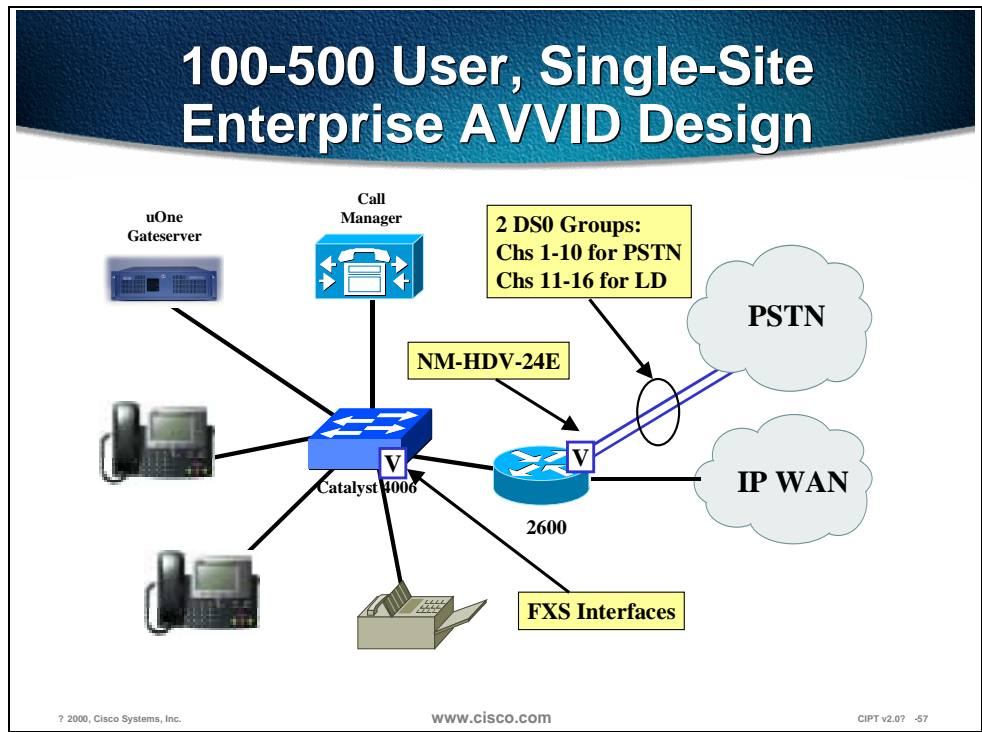 100-500 User, Single-Site
Enterprise AVVID Design
uOne
Gateserver
Call
Manager
2 DS0 Groups:
Chs 1-10 for PSTN
Chs 11-16 for LD
PSTN
NM-HDV-24E
V
V
Catalyst 4006
IP WAN
2600
FXS Interfaces
? 2000, Cisco Systems, Inc.
www.cisco.com
CIPT v2.0? -57